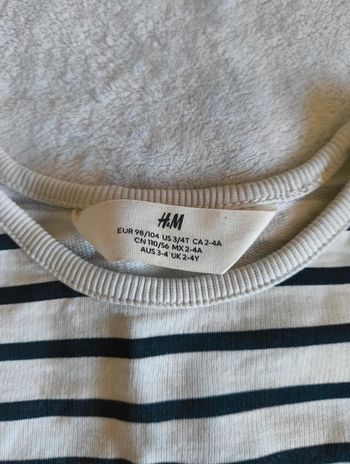 H&M
EUR 98/104 US 3/4T CA 2-4A
CN 110/56 MX 2-4A
AUS 3-4 UK 2-4Y